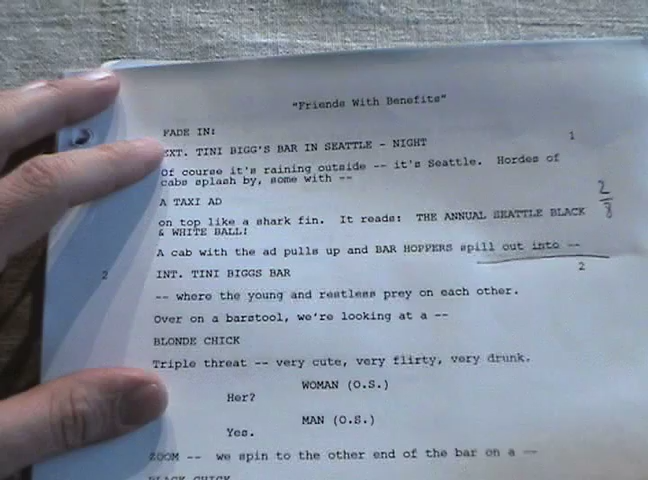 "Friends With Benefits"
FADE IN:
EXT. TINI BIGG'S BAR IN SEATTLE - NIGHT 1
Of course it's raining outside -- it's Seattle. Hordes of
cabs splash by, some with --
A TAXI AD
2/8
on top like a shark fin. It reads: THE ANNUAL SEATTLE BLACK
& WHITE BALL!
A cab with the ad pulls up and BAR HOPPERS spill out into --
2 INT. TINI BIGGS BAR 2
-- where the young and restless prey on each other.
Over on a barstool, we're looking at a --
BLONDE CHICK
Triple threat -- very cute, very flirty, very drunk.
WOMAN (O.S.)
Her?
MAN (O.S.)
Yes.
ZOOM -- we spin to the other end of the bar on a --
BLACK CHICK